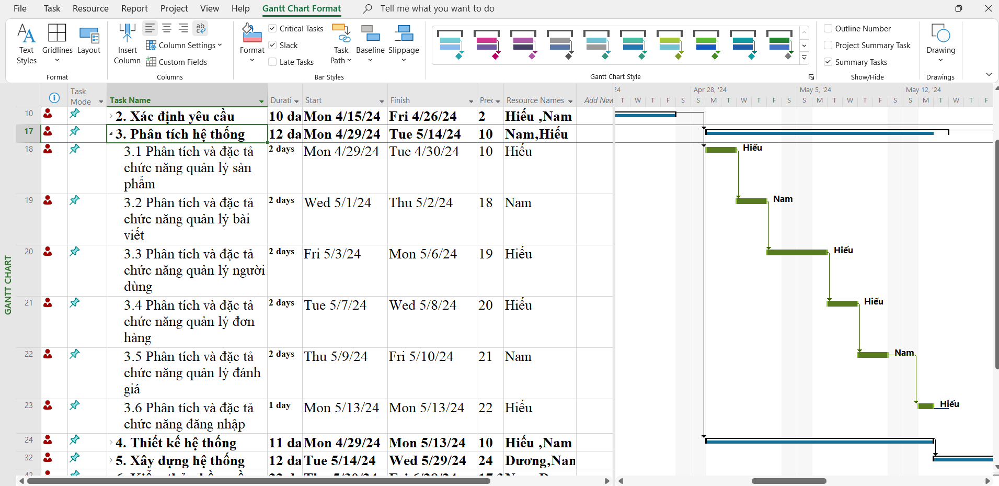 File Task Resource Report Project View Help Gantt Chart Format Tell me what you want to do
Text Styles
Gridlines
Layout
Format
Insert Column
Column Settings
Custom Fields
Columns
Format
Critical Tasks
Slack
Late Tasks
Task Path
Baseline
Slippage
Bar Styles
Gantt Chart Style
Outline Number
Project Summary Task
Summary Tasks
Show/Hide
Drawing
Drawings
GANTT CHART
Task Mode Task Name Durati Start Finish Prec Resource Names Add New
24 Apr 28, '24 May 5, '24 May 12, '24
T W T F S S M T W T F S S M T W T F S S M T W T F
10 2. Xác định yêu cầu 10 da Mon 4/15/24 Fri 4/26/24 2 Hiếu ,Nam
17 3. Phân tích hệ thống 12 da Mon 4/29/24 Tue 5/14/24 10 Nam,Hiếu
18 3.1 Phân tích và đặc tả 2 days Mon 4/29/24 Tue 4/30/24 10 Hiếu Hiếu
chức năng quản lý sản
phẩm
19 3.2 Phân tích và đặc tả 2 days Wed 5/1/24 Thu 5/2/24 18 Nam Nam
chức năng quản lý bài
viết
20 3.3 Phân tích và đặc tả 2 days Fri 5/3/24 Mon 5/6/24 19 Hiếu Hiếu
chức năng quản lý người
dùng
21 3.4 Phân tích và đặc tả 2 days Tue 5/7/24 Wed 5/8/24 20 Hiếu Hiếu
chức năng quản lý đơn
hàng
22 3.5 Phân tích và đặc tả 2 days Thu 5/9/24 Fri 5/10/24 21 Nam Nam
chức năng quản lý đánh
giá
23 3.6 Phân tích và đặc tả 1 day Mon 5/13/24 Mon 5/13/24 22 Hiếu Hiếu
chức năng đăng nhập
24 4. Thiết kế hệ thống 11 da Mon 4/29/24 Mon 5/13/24 10 Hiếu ,Nam
32 5. Xây dựng hệ thống 12 da Tue 5/14/24 Wed 5/29/24 24 Dương,Nam